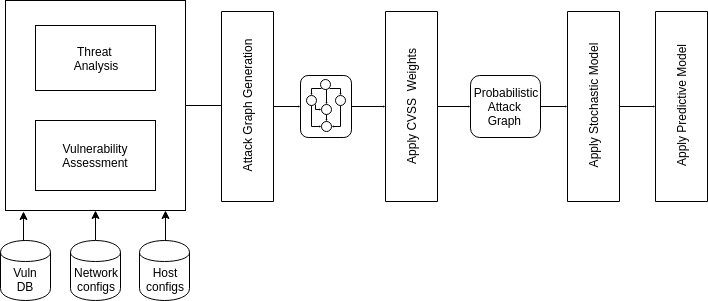 Threat
Analysis
Vulnerability
Assessment
Vuln
DB
Network
configs
Host
configs
Attack Graph Generation
Apply CVSS Weights
Probabilistic
Attack
Graph
Apply Stochastic Model
Apply Predictive Model